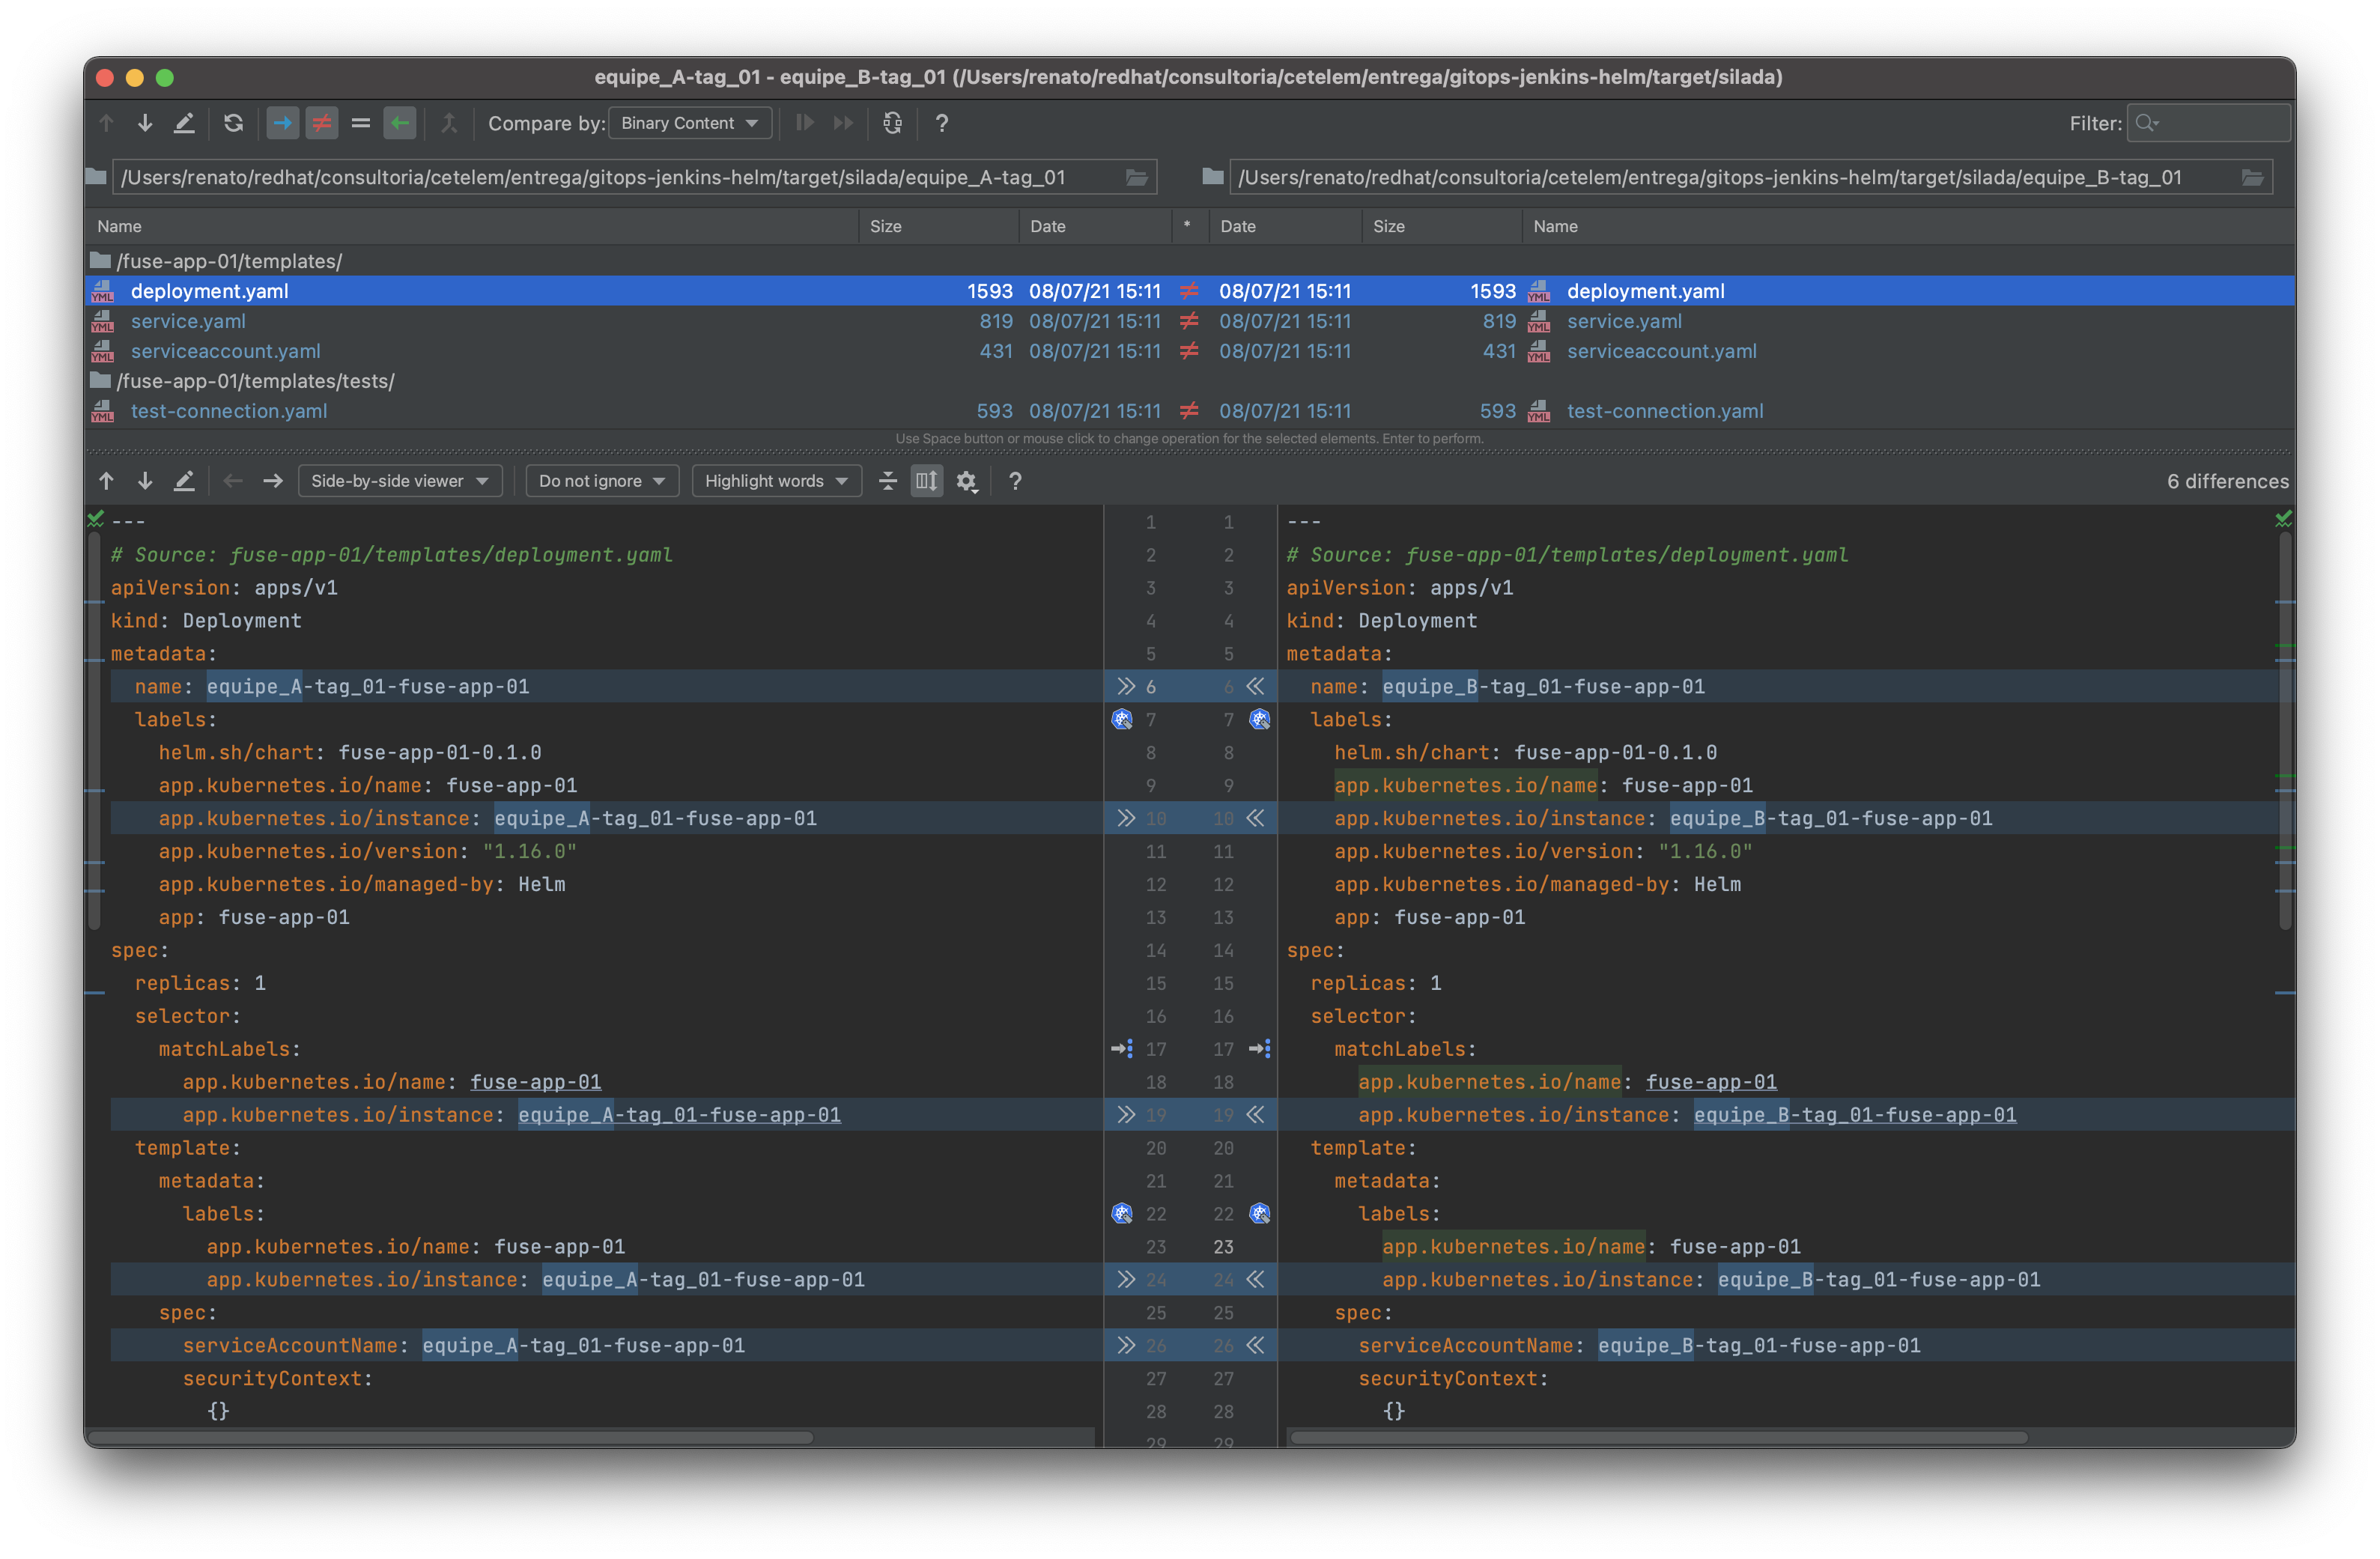 equipe_A-tag_01 - equipe_B-tag_01 (/Users/renato/redhat/consultoria/cetelem/entrega/gitops-jenkins-helm/target/silada)
Compare by: Binary Content ? Filter:
/Users/renato/redhat/consultoria/cetelem/entrega/gitops-jenkins-helm/target/silada/equipe_A-tag_01 /Users/renato/redhat/consultoria/cetelem/entrega/gitops-jenkins-helm/target/silada/equipe_B-tag_01
Name Size Date * Date Size Name
/fuse-app-01/templates/
YML deployment.yaml 1593 08/07/21 15:11 ≠ 08/07/21 15:11 1593 YML deployment.yaml
YML service.yaml 819 08/07/21 15:11 ≠ 08/07/21 15:11 819 YML service.yaml
YML serviceaccount.yaml 431 08/07/21 15:11 ≠ 08/07/21 15:11 431 YML serviceaccount.yaml
/fuse-app-01/templates/tests/
YML test-connection.yaml 593 08/07/21 15:11 ≠ 08/07/21 15:11 593 YML test-connection.yaml
Use Space button or mouse click to change operation for the selected elements. Enter to perform.
Side-by-side viewer Do not ignore Highlight words ? 6 differences
--- 1 1 ---
# Source: fuse-app-01/templates/deployment.yaml 2 2 # Source: fuse-app-01/templates/deployment.yaml
apiVersion: apps/v1 3 3 apiVersion: apps/v1
kind: Deployment 4 4 kind: Deployment
metadata: 5 5 metadata:
name: equipe_A-tag_01-fuse-app-01 6 6 name: equipe_B-tag_01-fuse-app-01
labels: 7 7 labels:
helm.sh/chart: fuse-app-01-0.1.0 8 8 helm.sh/chart: fuse-app-01-0.1.0
app.kubernetes.io/name: fuse-app-01 9 9 app.kubernetes.io/name: fuse-app-01
app.kubernetes.io/instance: equipe_A-tag_01-fuse-app-01 10 10 app.kubernetes.io/instance: equipe_B-tag_01-fuse-app-01
app.kubernetes.io/version: "1.16.0" 11 11 app.kubernetes.io/version: "1.16.0"
app.kubernetes.io/managed-by: Helm 12 12 app.kubernetes.io/managed-by: Helm
app: fuse-app-01 13 13 app: fuse-app-01
spec: 14 14 spec:
replicas: 1 15 15 replicas: 1
selector: 16 16 selector:
matchLabels: 17 17 matchLabels:
app.kubernetes.io/name: fuse-app-01 18 18 app.kubernetes.io/name: fuse-app-01
app.kubernetes.io/instance: equipe_A-tag_01-fuse-app-01 19 19 app.kubernetes.io/instance: equipe_B-tag_01-fuse-app-01
template: 20 20 template:
metadata: 21 21 metadata:
labels: 22 22 labels:
app.kubernetes.io/name: fuse-app-01 23 23 app.kubernetes.io/name: fuse-app-01
app.kubernetes.io/instance: equipe_A-tag_01-fuse-app-01 24 24 app.kubernetes.io/instance: equipe_B-tag_01-fuse-app-01
spec: 25 25 spec:
serviceAccountName: equipe_A-tag_01-fuse-app-01 26 26 serviceAccountName: equipe_B-tag_01-fuse-app-01
securityContext: 27 27 securityContext:
{} 28 28 {}
29 29